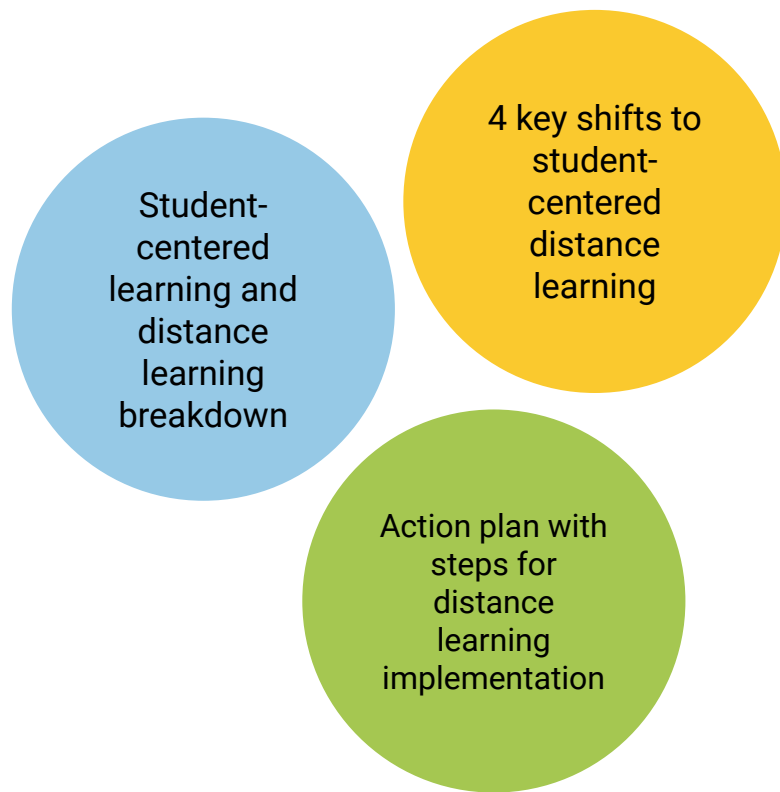 Student-
centered
learning and
distance
learning
breakdown
4 key shifts to
student-
centered
distance
learning
Action plan with
steps for
distance
learning
implementation